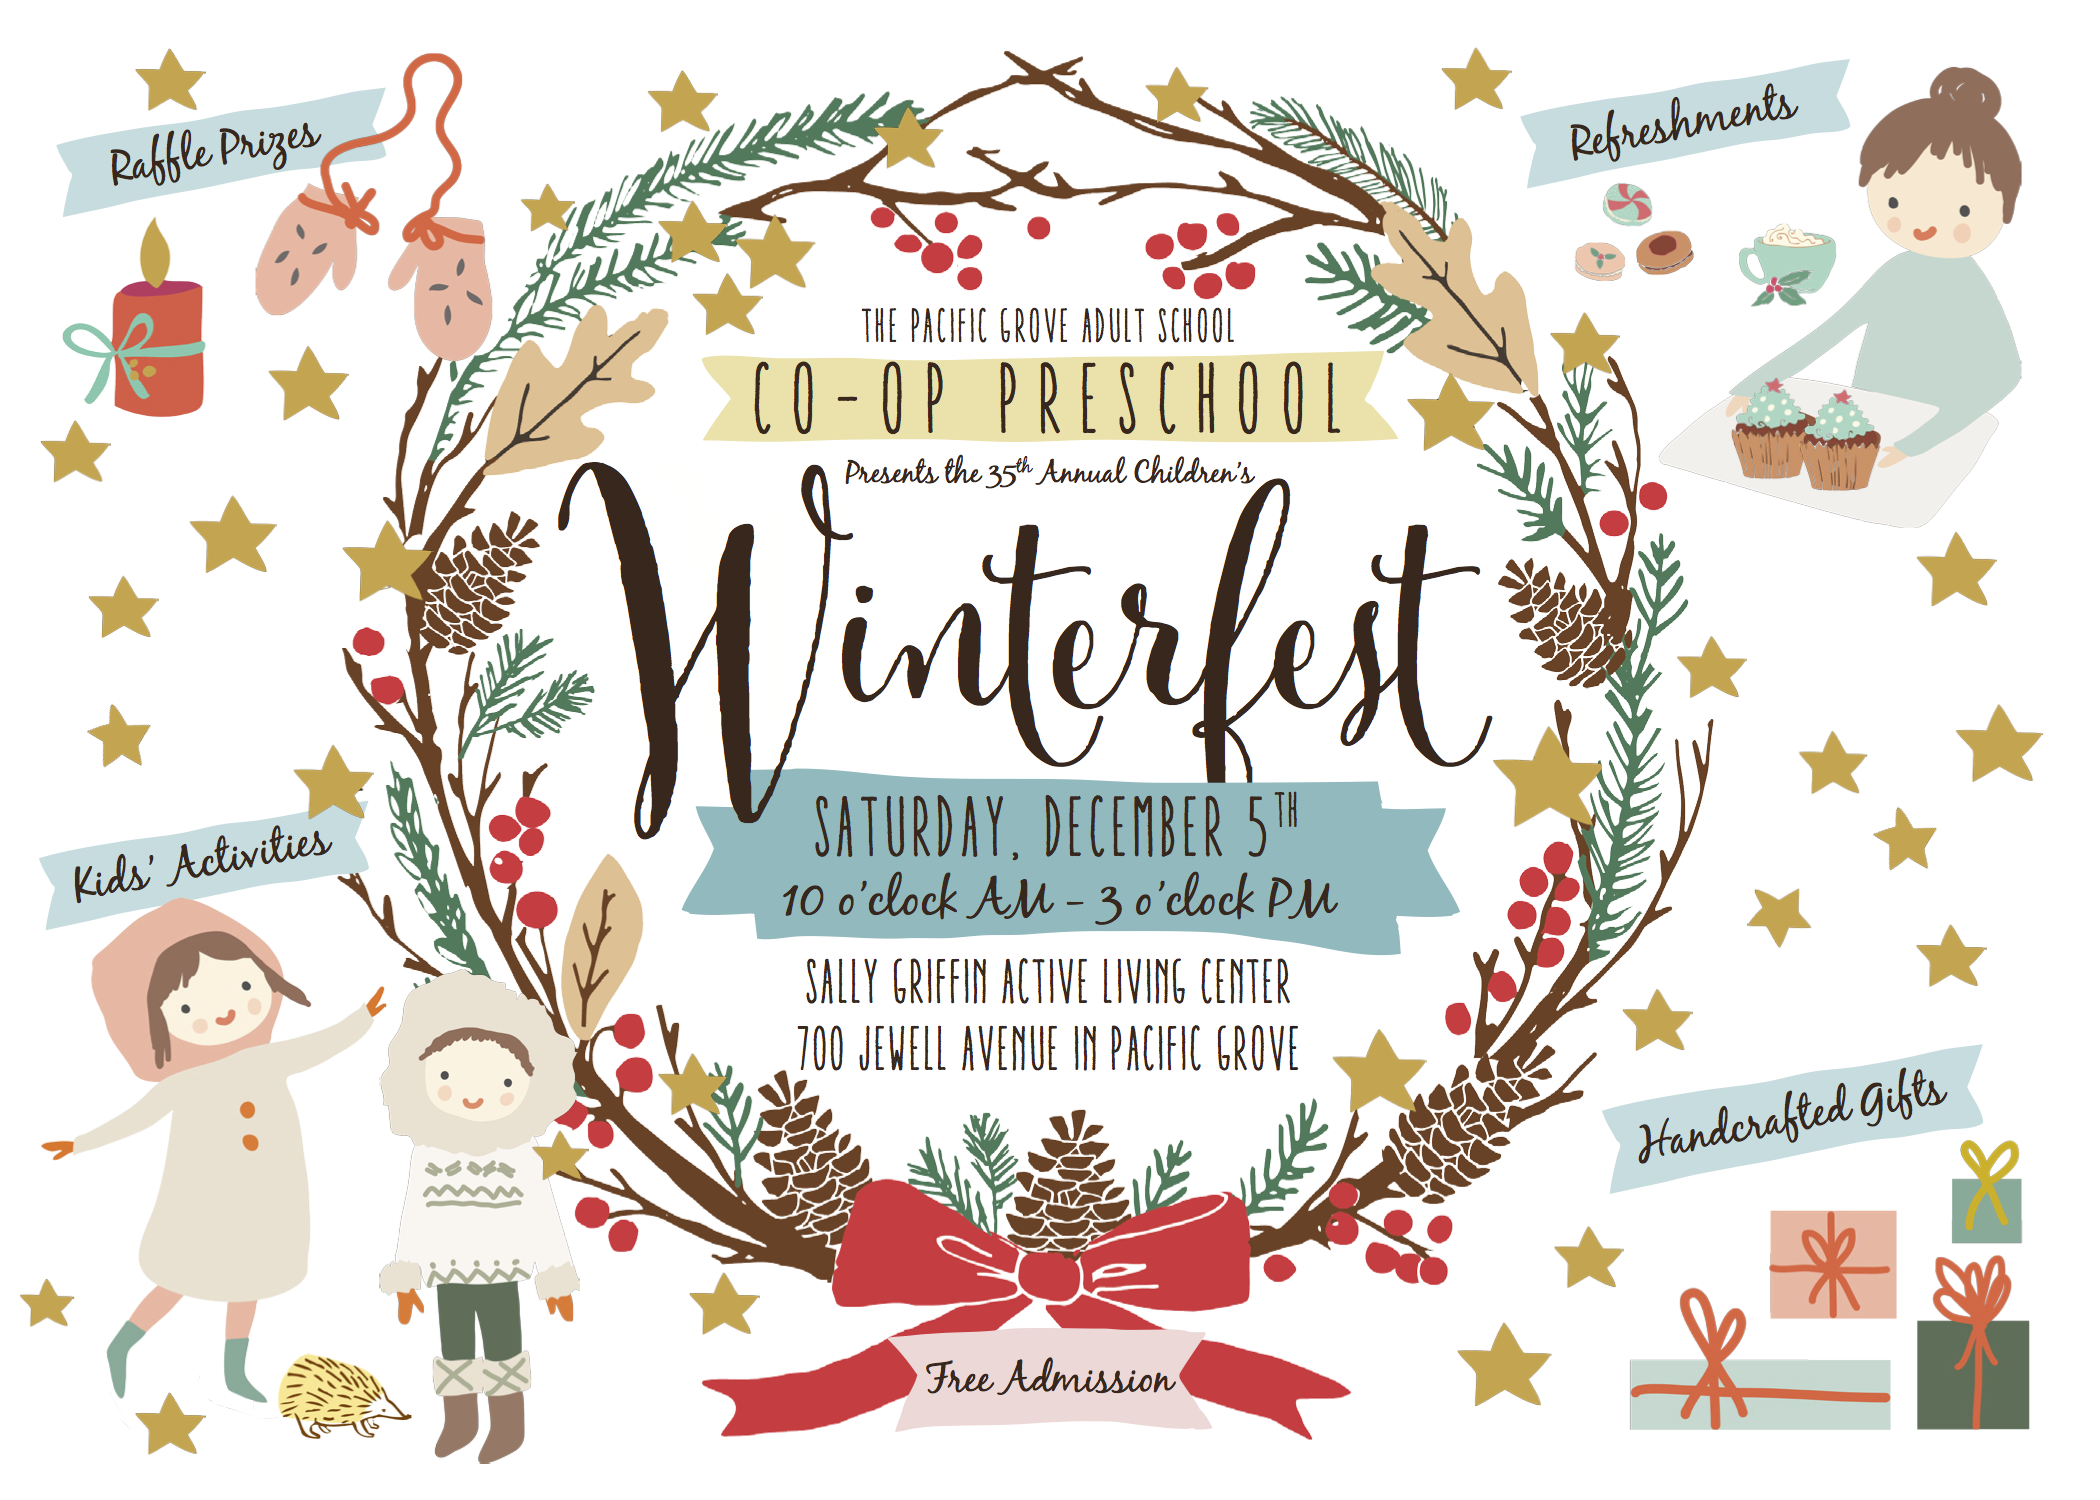 Raffle Prizes
Refreshments
THE PACIFIC GROVE ADULT SCHOOL
CO-OP PRESCHOOL
Presents the 35th Annual Children's
Winterfest
SATURDAY, DECEMBER 5TH
10 o'clock AM - 3 o'clock PM
SALLY GRIFFIN ACTIVE LIVING CENTER
700 JEWELL AVENUE IN PACIFIC GROVE
Kids' Activities
Handcrafted Gifts
Free Admission